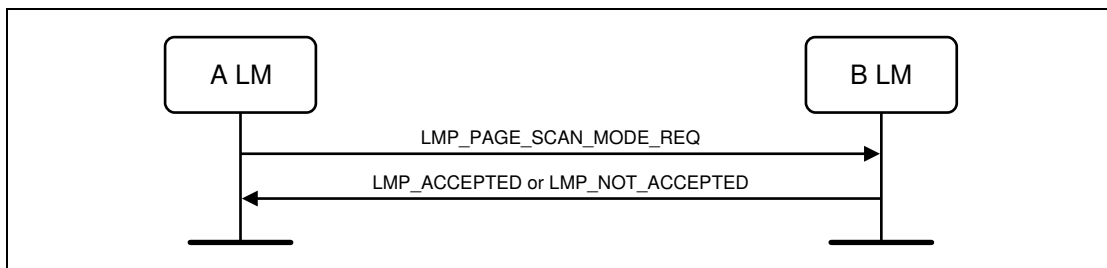 A LM
B LM
LMP_PAGE_SCAN_MODE_REQ
LMP_ACCEPTED or LMP_NOT_ACCEPTED